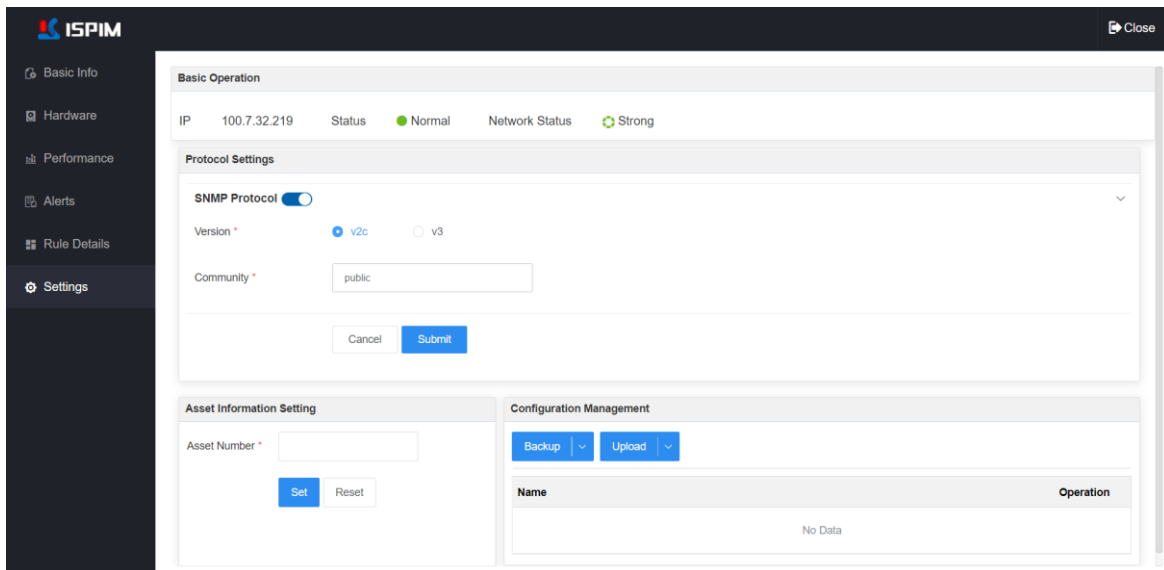 ISPIM
Close
Basic Info
Hardware
Performance
Alerts
Rule Details
Settings
Basic Operation
IP 100.7.32.219 Status Normal Network Status Strong
Protocol Settings
SNMP Protocol
Version * v2c v3
Community * public
Cancel Submit
Asset Information Setting
Asset Number *
Set Reset
Configuration Management
Backup Upload
Name Operation
No Data